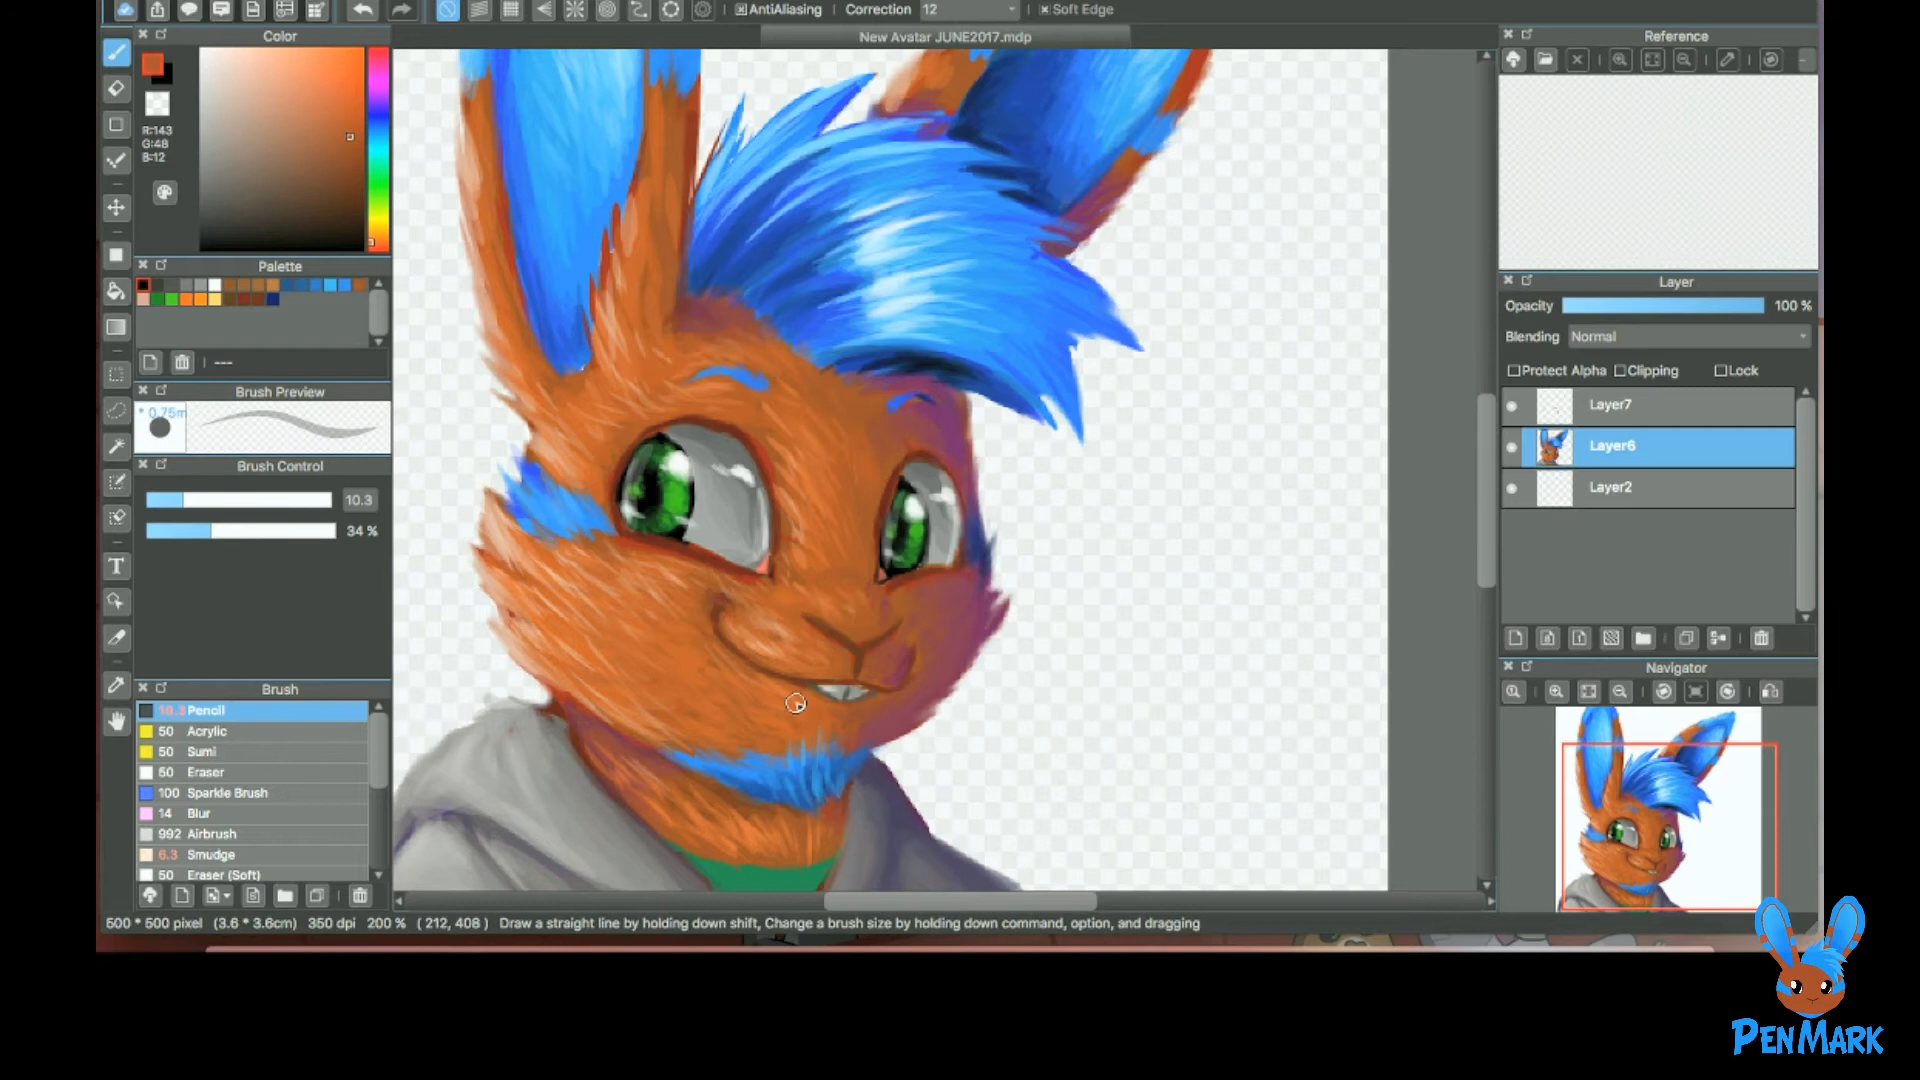 AntiAliasing
Correction
12
Soft Edge
Color
New Avatar JUNE2017.mdp
Reference
R:143
G:48
B:12
Palette
---
Brush Preview
* 0.75m
Brush Control
10.3
34 %
Brush
10.3 Pencil
50 Acrylic
50 Sumi
50 Eraser
100 Sparkle Brush
14 Blur
992 Airbrush
6.3 Smudge
50 Eraser (Soft)
Layer
Opacity
100 %
Blending
Normal
Protect Alpha
Clipping
Lock
Layer7
Layer6
Layer2
Navigator
500 * 500 pixel (3.6 * 3.6cm) 350 dpi 200 % ( 212, 408 ) Draw a straight line by holding down shift, Change a brush size by holding down command, option, and dragging
PENMARK